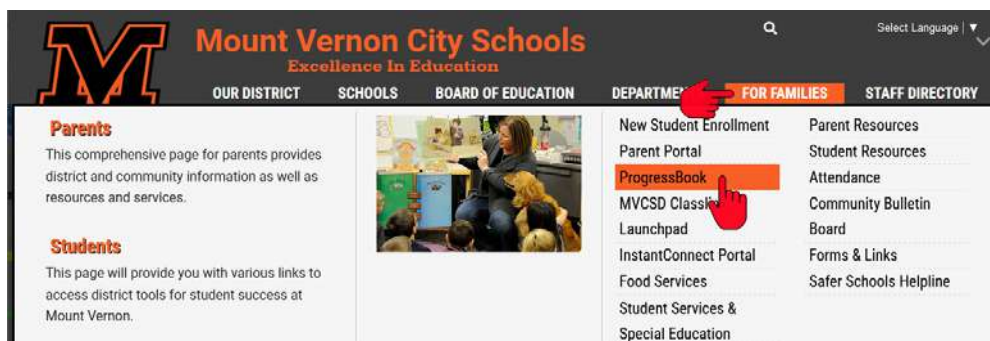 M
Mount Vernon City Schools
Excellence In Education
Select Language | ▼
OUR DISTRICT
SCHOOLS
BOARD OF EDUCATION
FOR FAMILIES
STAFF DIRECTORY
Parents
This comprehensive page for parents provides
district and community information as well as
resources and services.
Students
This page will provide you with various links to
access district tools for student success at
Mount Vernon.
New Student Enrollment
Parent Portal
ProgressBook
MVCSD
Launchpad
InstantConnect Portal
Food Services
Student Services &
Special Education
Parent Resources
Student Resources
Attendance
Community Bulletin
Board
Forms & Links
Safer Schools Helpline